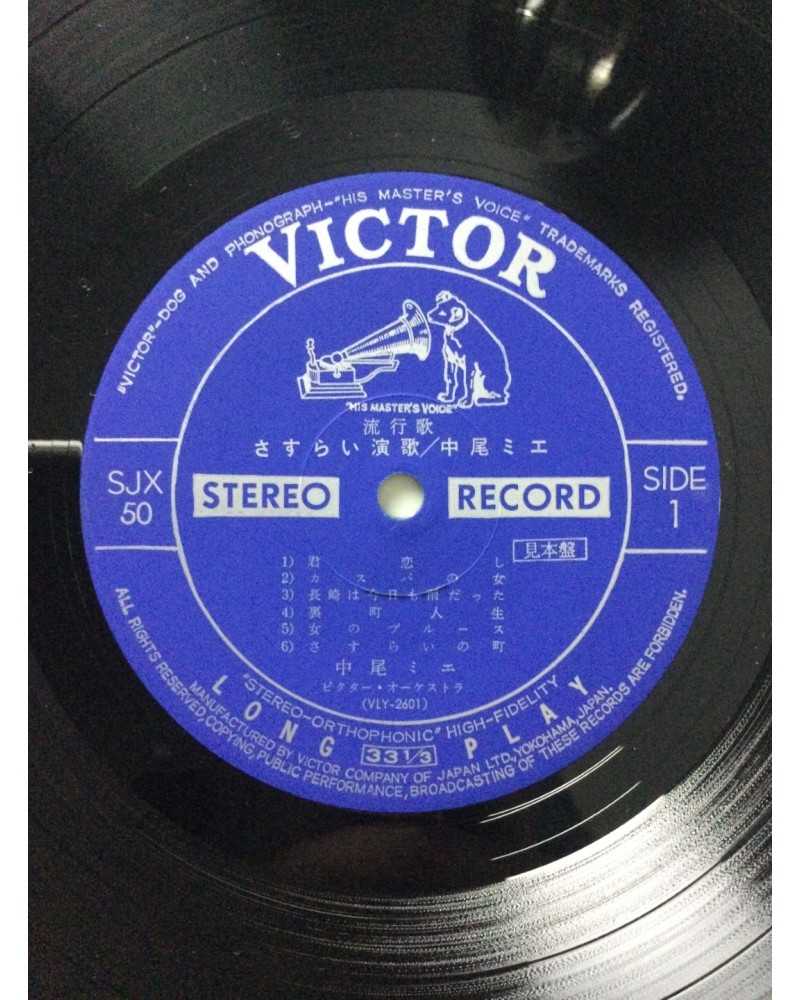 "VICTOR"-DOG AND PHONOGRAPH-"HIS MASTER'S VOICE" TRADEMARKS REGISTERED.
VICTOR
"HIS MASTER'S VOICE"
流行歌
さすらい演歌/中尾ミエ
SJX
50
STEREO RECORD
SIDE
1
見本盤
1) 君恋し
2) カスバの女
3) 長崎は今日も雨だった
4) 裏町人生
5) 女のブルース
6) さすらいの町
中尾ミエ
ビクター・オーケストラ
(VLY-2601)
"STEREO-ORTHOPHONIC" HIGH-FIDELITY
LONG 33 1/3 PLAY
MANUFACTURED BY VICTOR COMPANY OF JAPAN LTD., YOKOHAMA, JAPAN.
ALL RIGHTS RESERVED, COPYING, PUBLIC PERFORMANCE, BROADCASTING OF THESE RECORDS ARE FORBIDDEN.